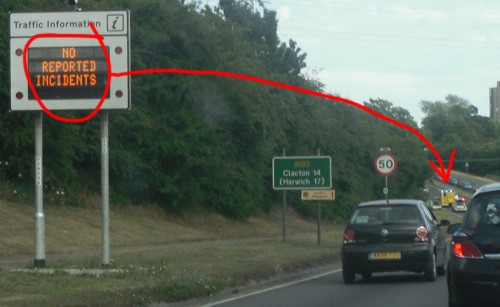 Traffic Information i
NO
REPORTED
INCIDENTS
A133
Clacton 14
(Harwich 17)
50